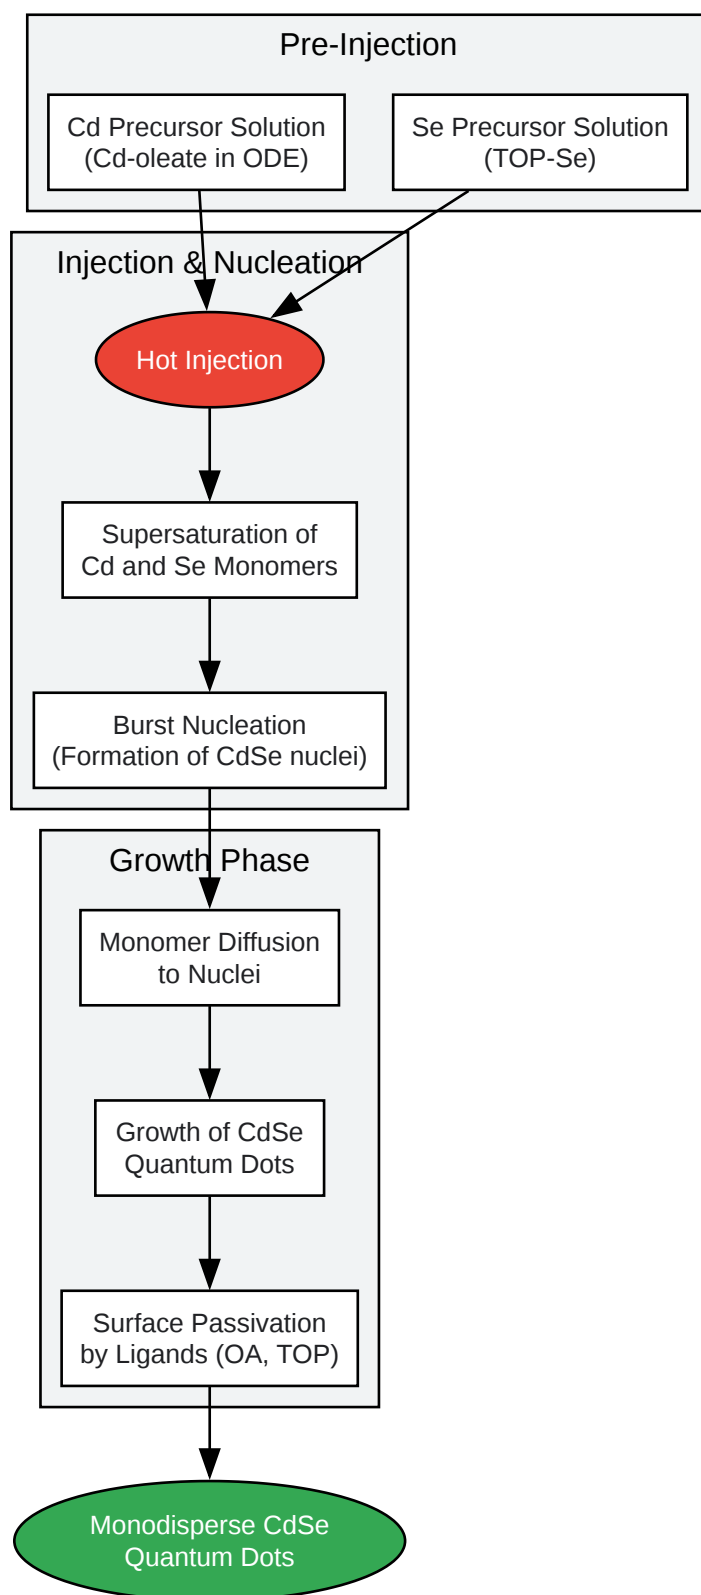 Pre-Injection
Cd Precursor Solution
(Cd-oleate in ODE)
Se Precursor Solution
(TOP-Se)
Injection & Nucleation
Hot Injection
Supersaturation of
Cd and Se Monomers
Burst Nucleation
(Formation of CdSe nuclei)
Growth Phase
Monomer Diffusion
to Nuclei
Growth of CdSe
Quantum Dots
Surface Passivation
by Ligands (OA, TOP)
Monodisperse CdSe
Quantum Dots